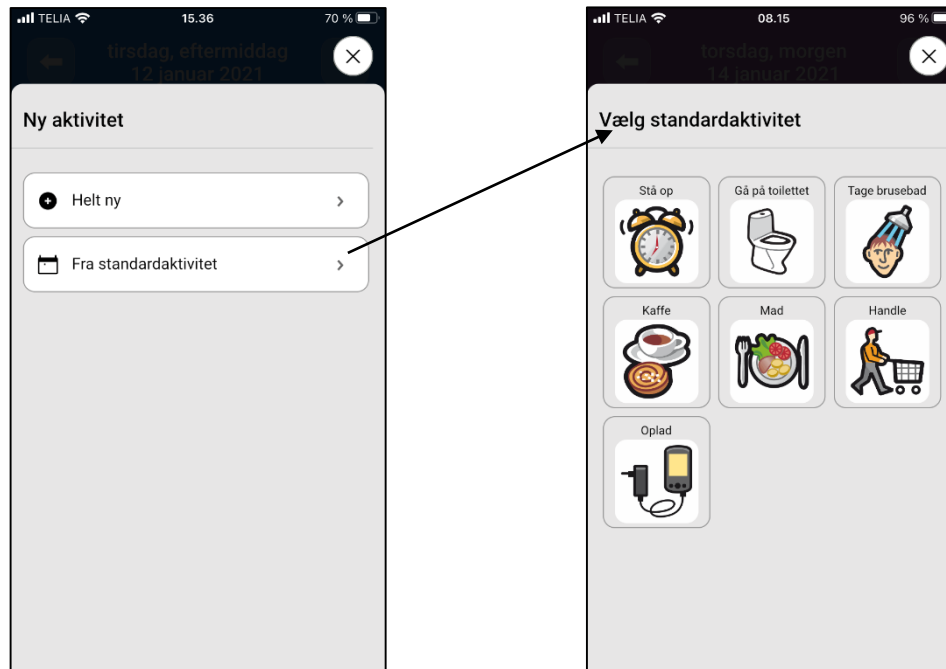 TELIA 15.36 70 %
tirsdag, eftermiddag
12 januar 2021
Ny aktivitet
Helt ny
Fra standardaktivitet
TELIA 08.15 96 %
torsdag, morgen
14 januar 2021
Vælg standardaktivitet
Stå op Gå på toilettet Tage brusebad
Kaffe Mad Handle
Oplad